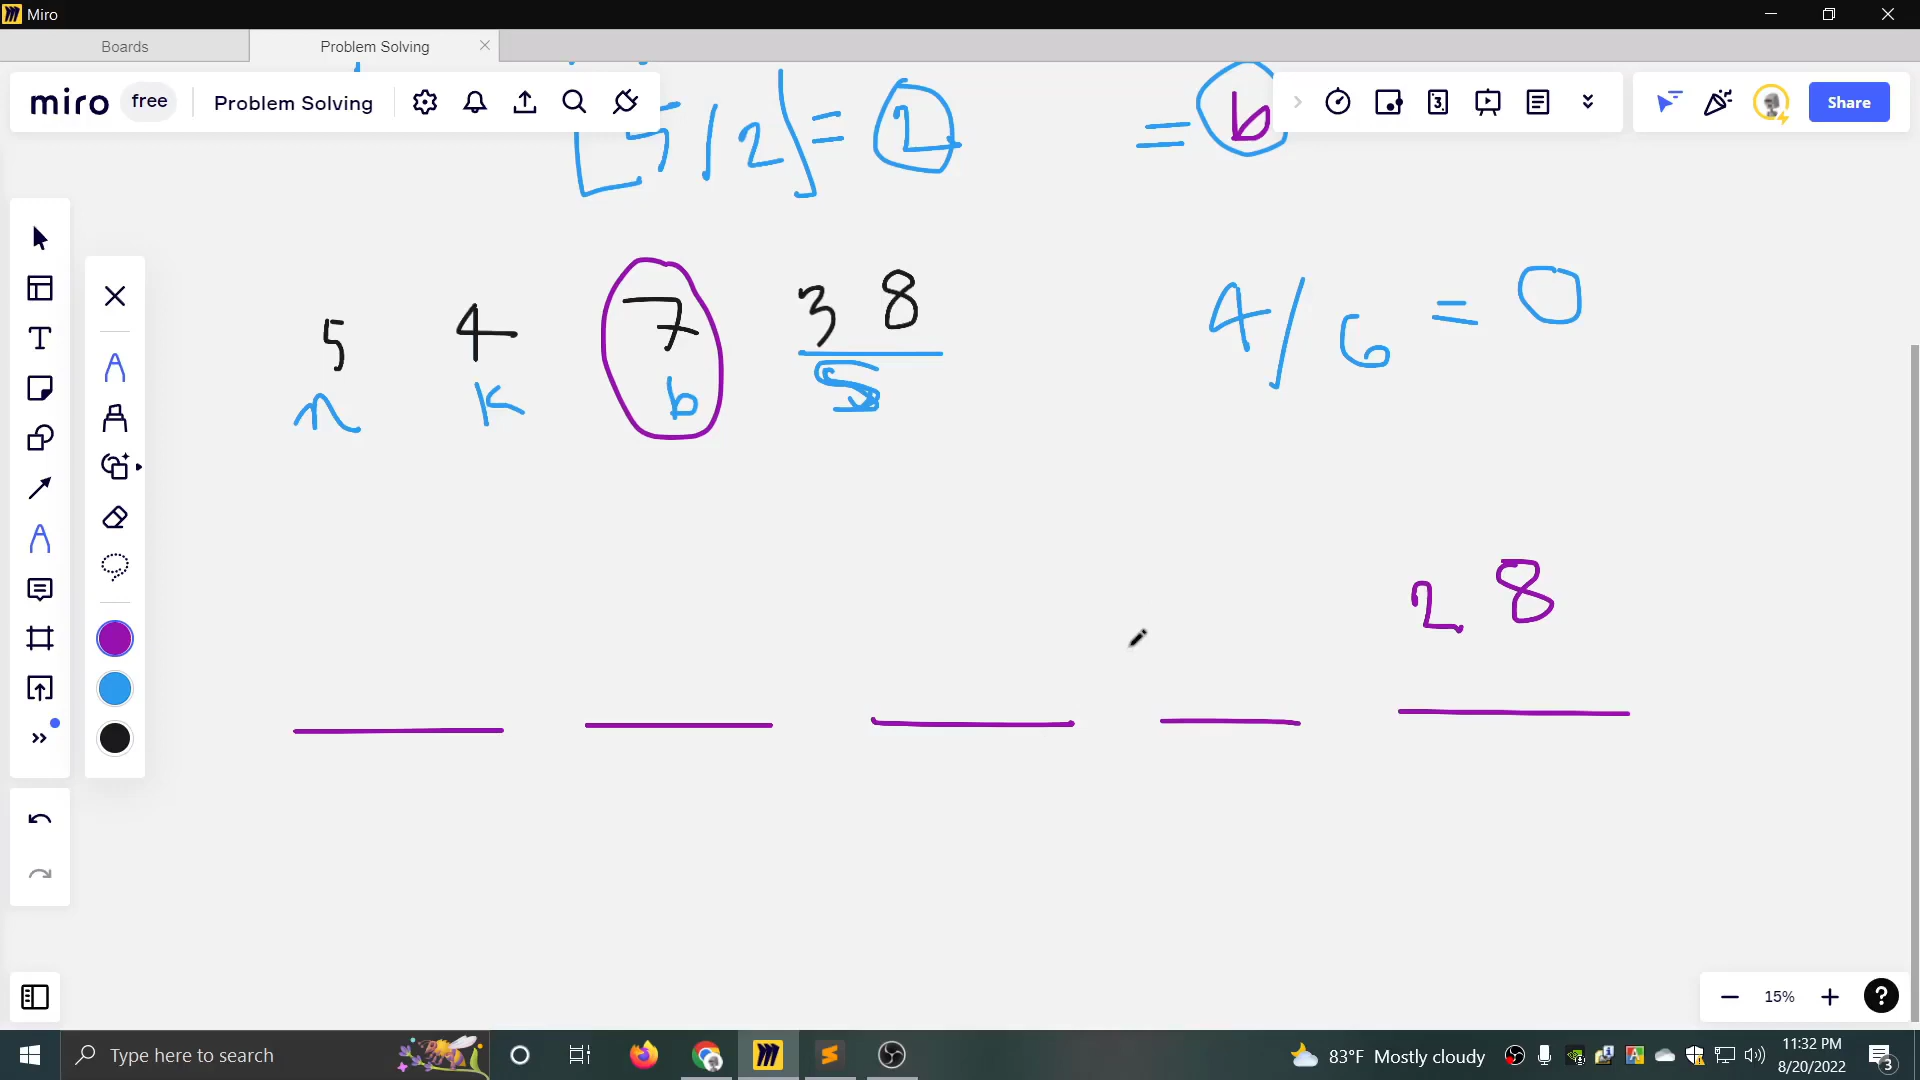 Miro
Boards
Problem Solving
miro free Problem Solving
Share
[5/2] = 2
= b
5 4 7 3 8
n k b
4/6 = 0
2 8
15%
Type here to search
83°F Mostly cloudy
11:32 PM
8/20/2022
3